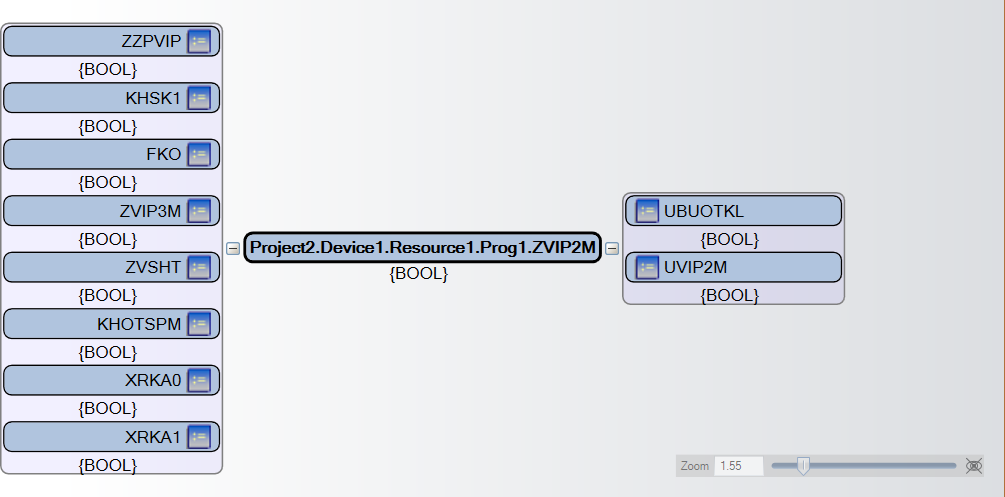 ZZPVIP
{BOOL}
KHSK1
{BOOL}
FKO
{BOOL}
ZVIP3M
{BOOL}
ZVSHT
{BOOL}
KHOTSPM
{BOOL}
XRKA0
{BOOL}
XRKA1
{BOOL}
Project2.Device1.Resource1.Prog1.ZVIP2M
{BOOL}
UBUOTKL
{BOOL}
UVIP2M
{BOOL}
Zoom 1.55